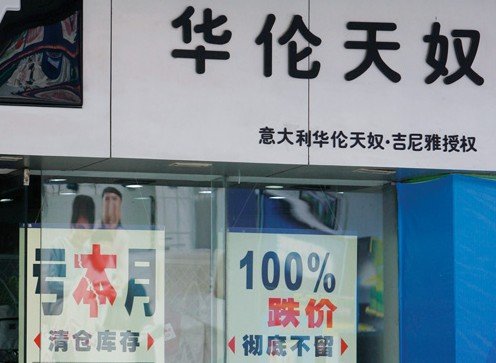 华伦天奴
意大利华伦天奴·吉尼雅授权
亏本月
清仓库存
100%
跌价
彻底不留